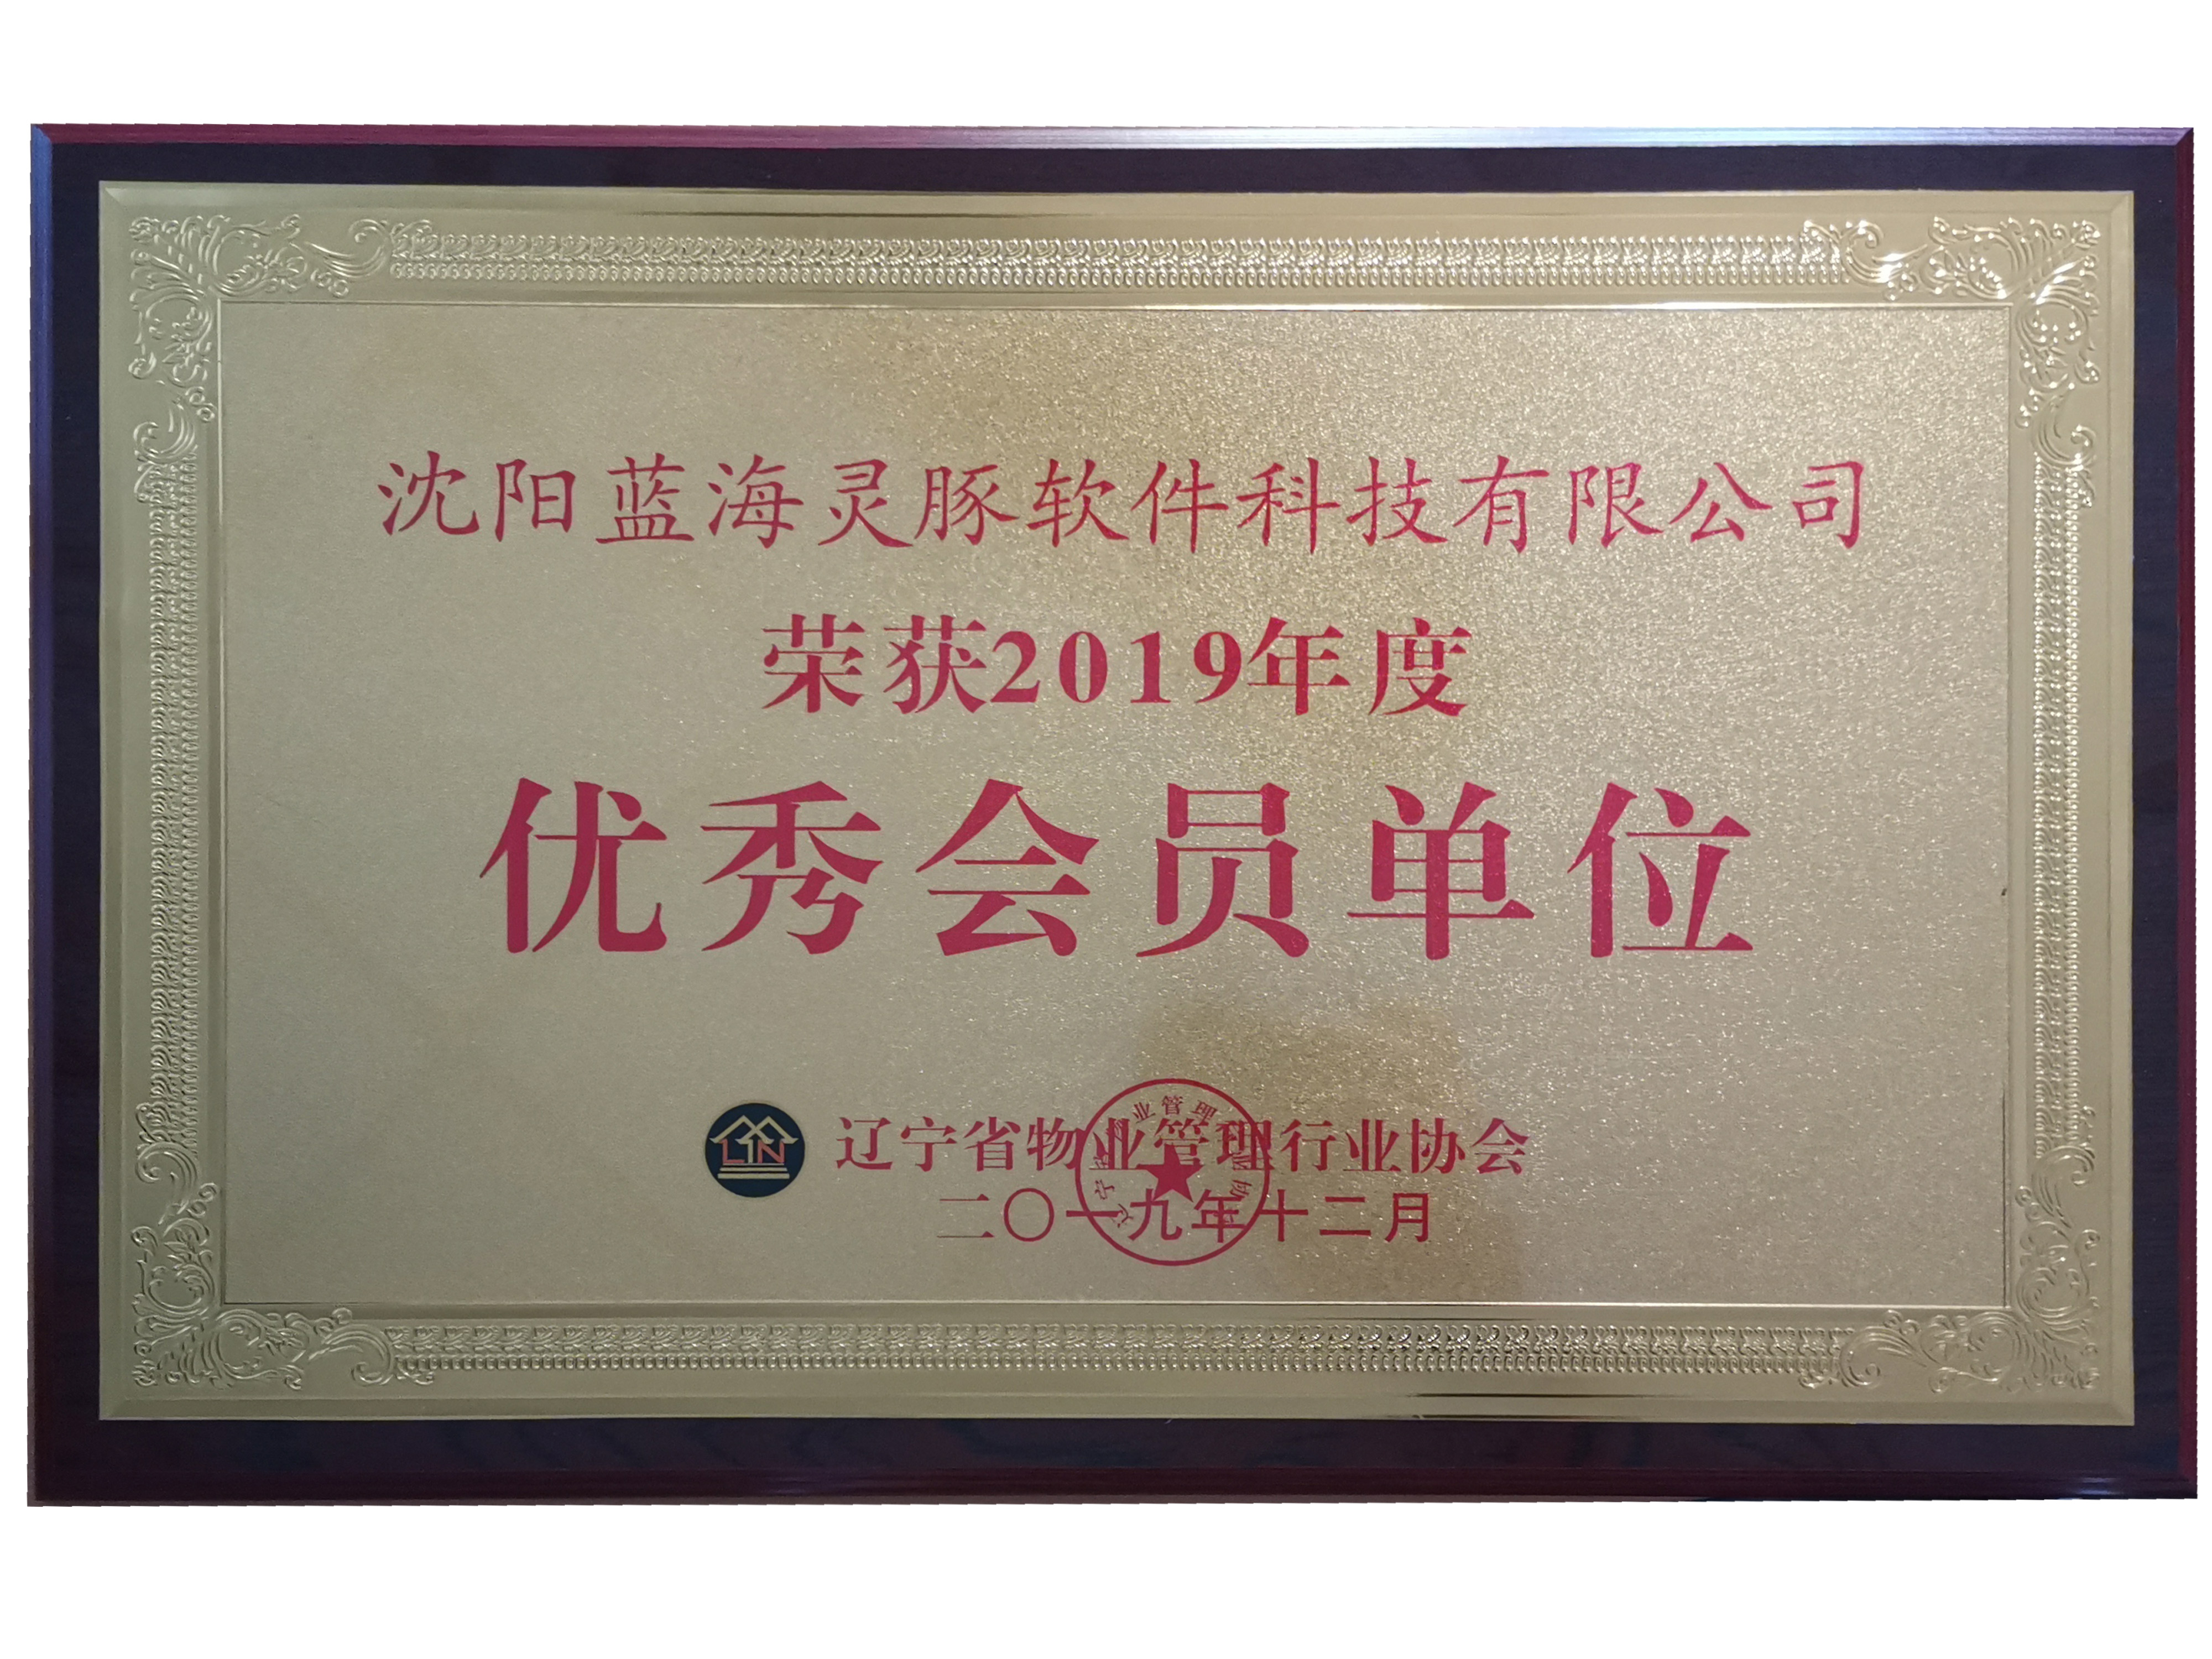 沈阳蓝海灵豚软件科技有限公司
荣获2019年度
优秀会员单位
LN
辽宁省物业管理行业协会
二〇一九年十二月